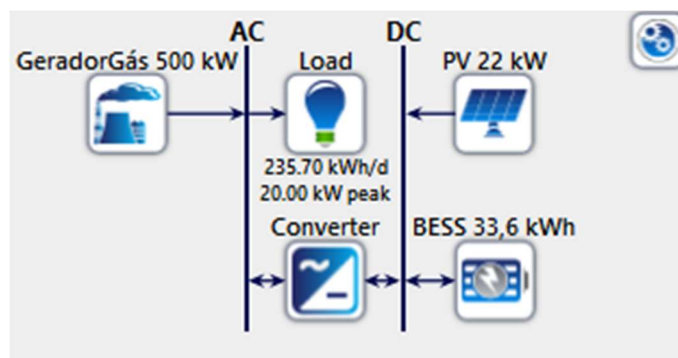 AC DC
GeradorGás 500 kW Load PV 22 kW
235.70 kWh/d
20.00 kW peak
Converter BESS 33,6 kWh